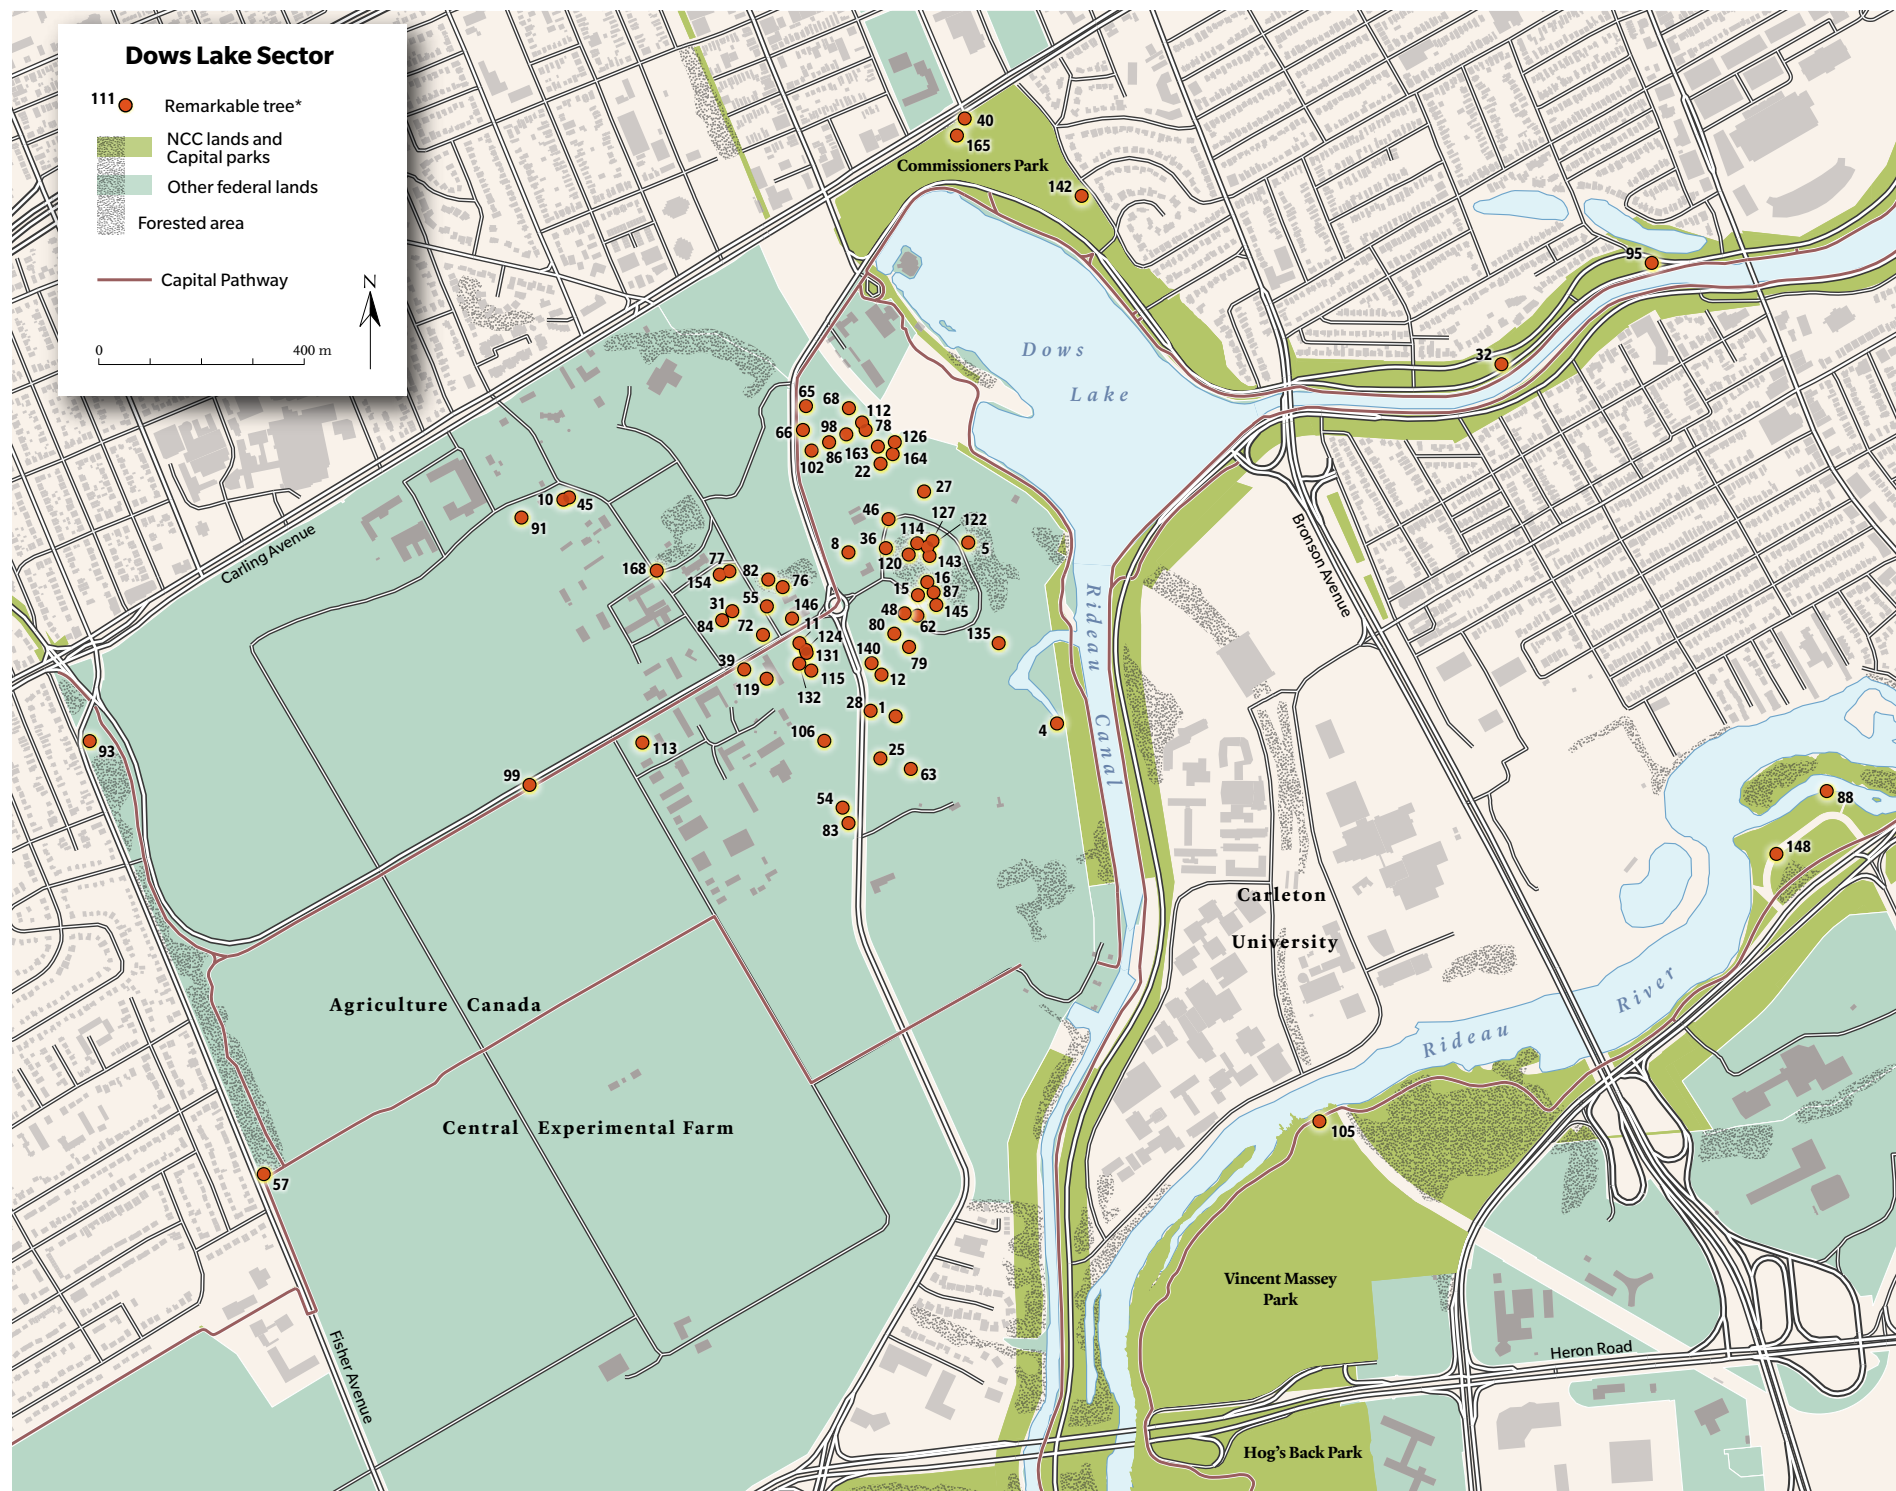 Dows Lake Sector
111
Remarkable tree*
NCC lands and
Capital parks
Other federal lands
Forested area
Capital Pathway
N
0
400 m
40
165
Commissioners Park
142
95
32
Dows
Lake
65
68
112
66
98
78
126
102
86
163
164
22
27
10
45
91
46
127
122
114
36
8
5
120
143
Carling Avenue
Bronson Avenue
168
77
154
82
76
16
15
87
55
146
31
48
145
84
72
11
62
80
124
135
39
131
140
79
119
115
12
132
28
1
106
113
4
93
25
63
99
54
83
Rideau
Canal
88
148
Carleton
University
Rideau
River
Agriculture Canada
Central Experimental Farm
105
57
Vincent Massey
Park
Heron Road
Fisher Avenue
Hog's Back Park